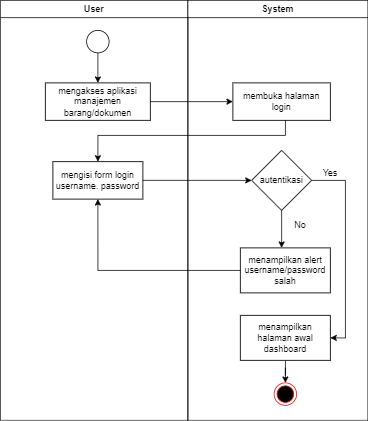 User
System
mengakses aplikasi
manajemen
barang/dokumen
membuka halaman
login
mengisi form login
username. password
autentikasi
Yes
No
menampilkan alert
username/password
salah
menampilkan
halaman awal
dashboard